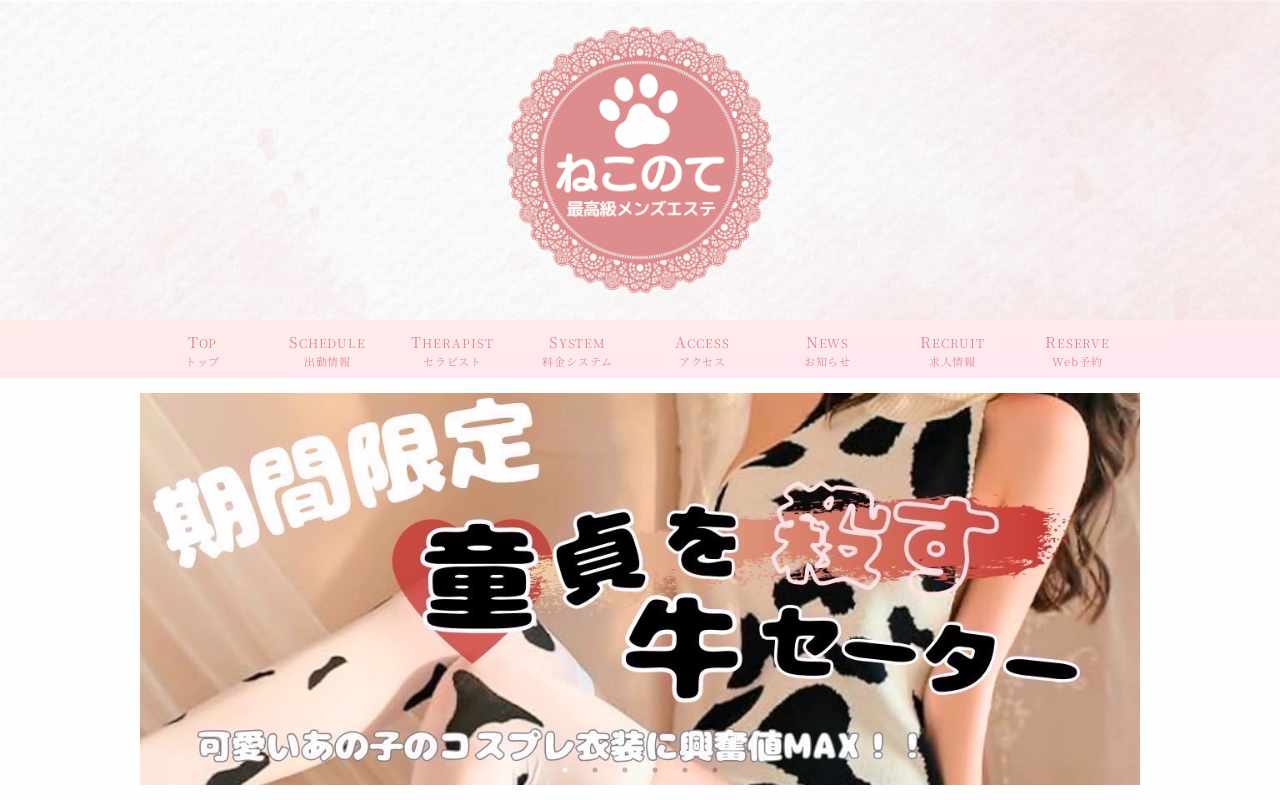 ねこのて
最高級メンズエステ
TOP SCHEDULE THERAPIST SYSTEM ACCESS NEWS RECRUIT RESERVE
トップ 出勤情報 セラピスト 料金システム アクセス お知らせ 求人情報 Web予約
期間限定
童貞を殺す
牛セーター
可愛いあの子のコスプレ衣装に興奮値MAX！！